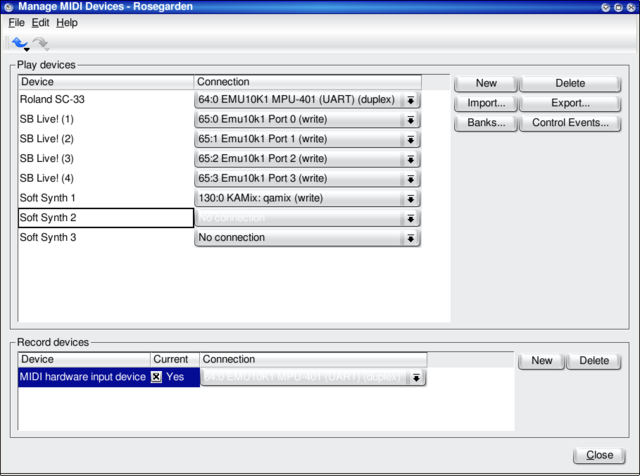 Manage MIDI Devices - Rosegarden
File Edit Help
Play devices
Device Connection
Roland SC-33 64:0 EMU10K1 MPU-401 (UART) (duplex)
SB Live! (1) 65:0 Emu10k1 Port 0 (write)
SB Live! (2) 65:1 Emu10k1 Port 1 (write)
SB Live! (3) 65:2 Emu10k1 Port 2 (write)
SB Live! (4) 65:3 Emu10k1 Port 3 (write)
Soft Synth 1 130:0 KAMix: qamix (write)
Soft Synth 2 No connection
Soft Synth 3 No connection
New Delete
Import... Export...
Banks... Control Events...
Record devices
Device Current Connection
MIDI hardware input device Yes 64:0 EMU10K1 MPU-401 (UART) (duplex)
New Delete
Close